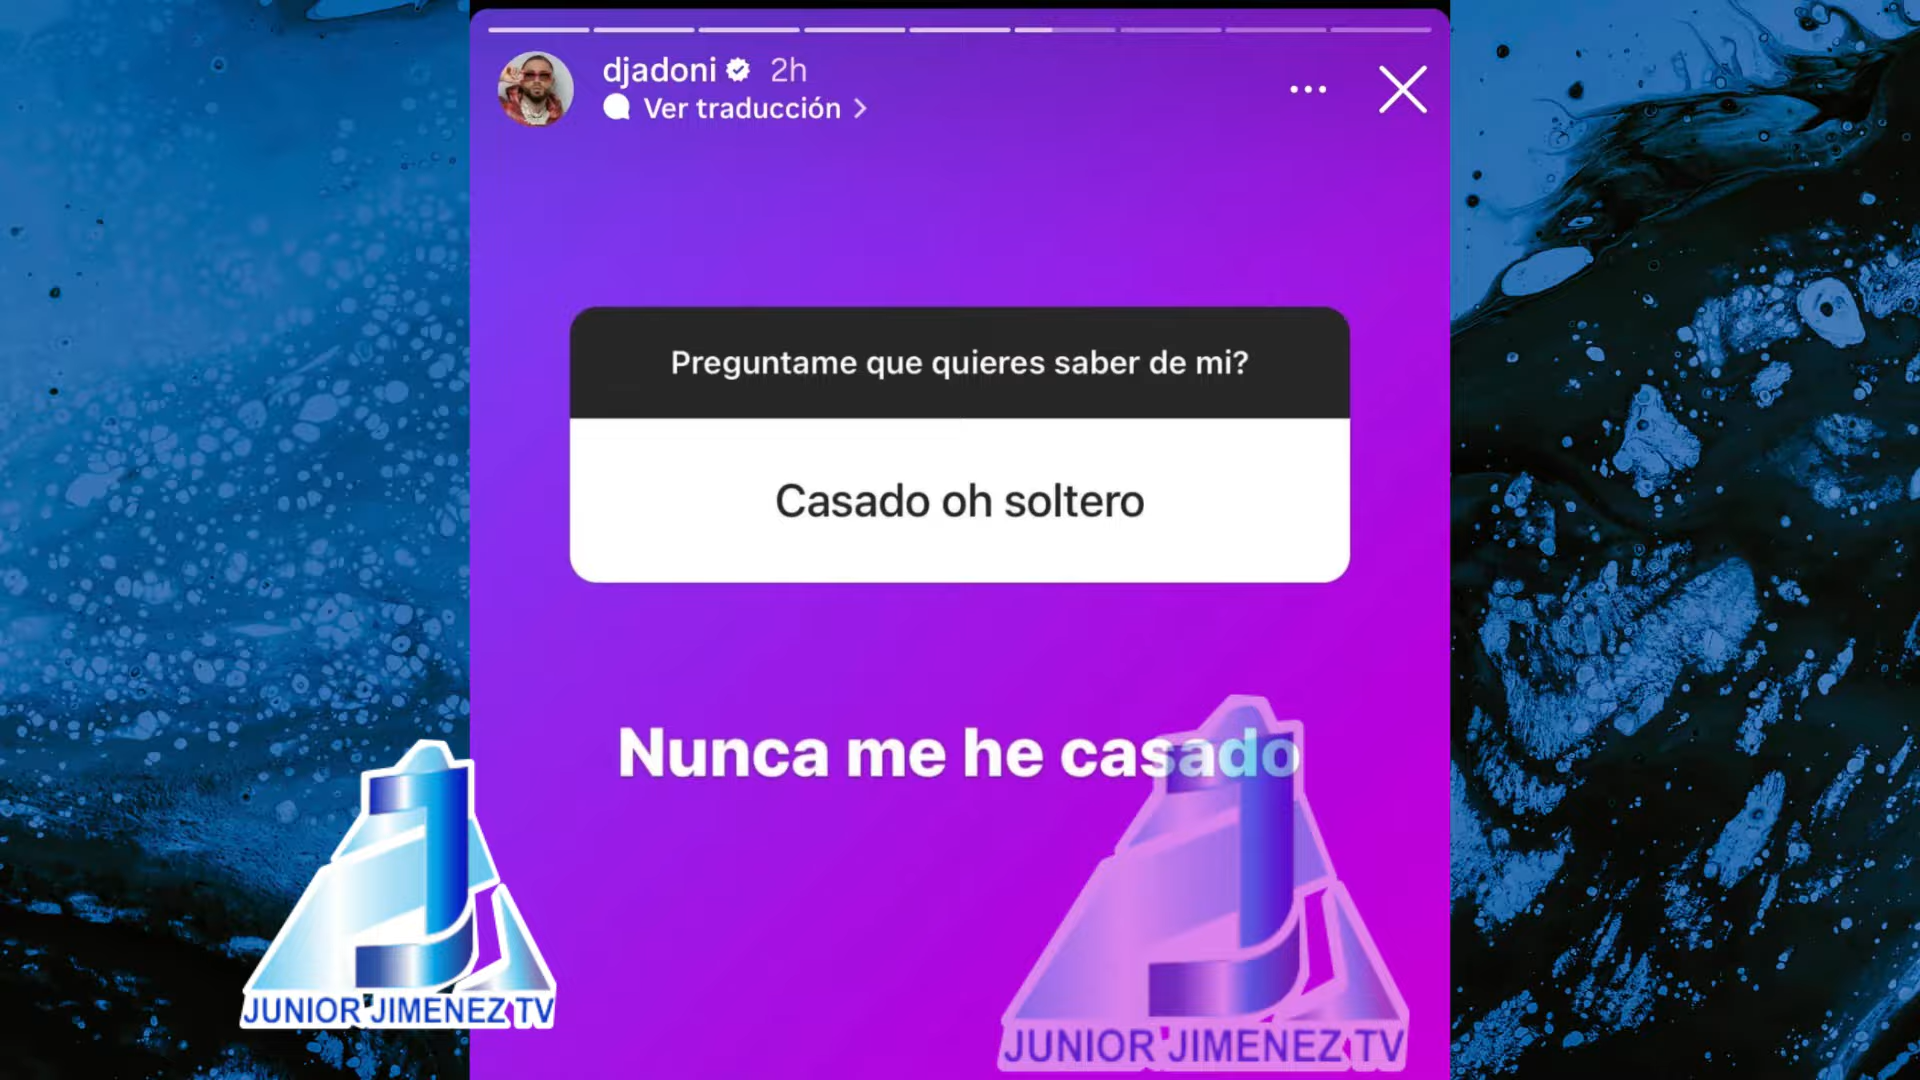 djadoni 2h
Ver traducción
Preguntame que quieres saber de mi?
Casado oh soltero
Nunca me he casado
JUNIOR JIMENEZ TV
JUNIOR JIMENEZ TV